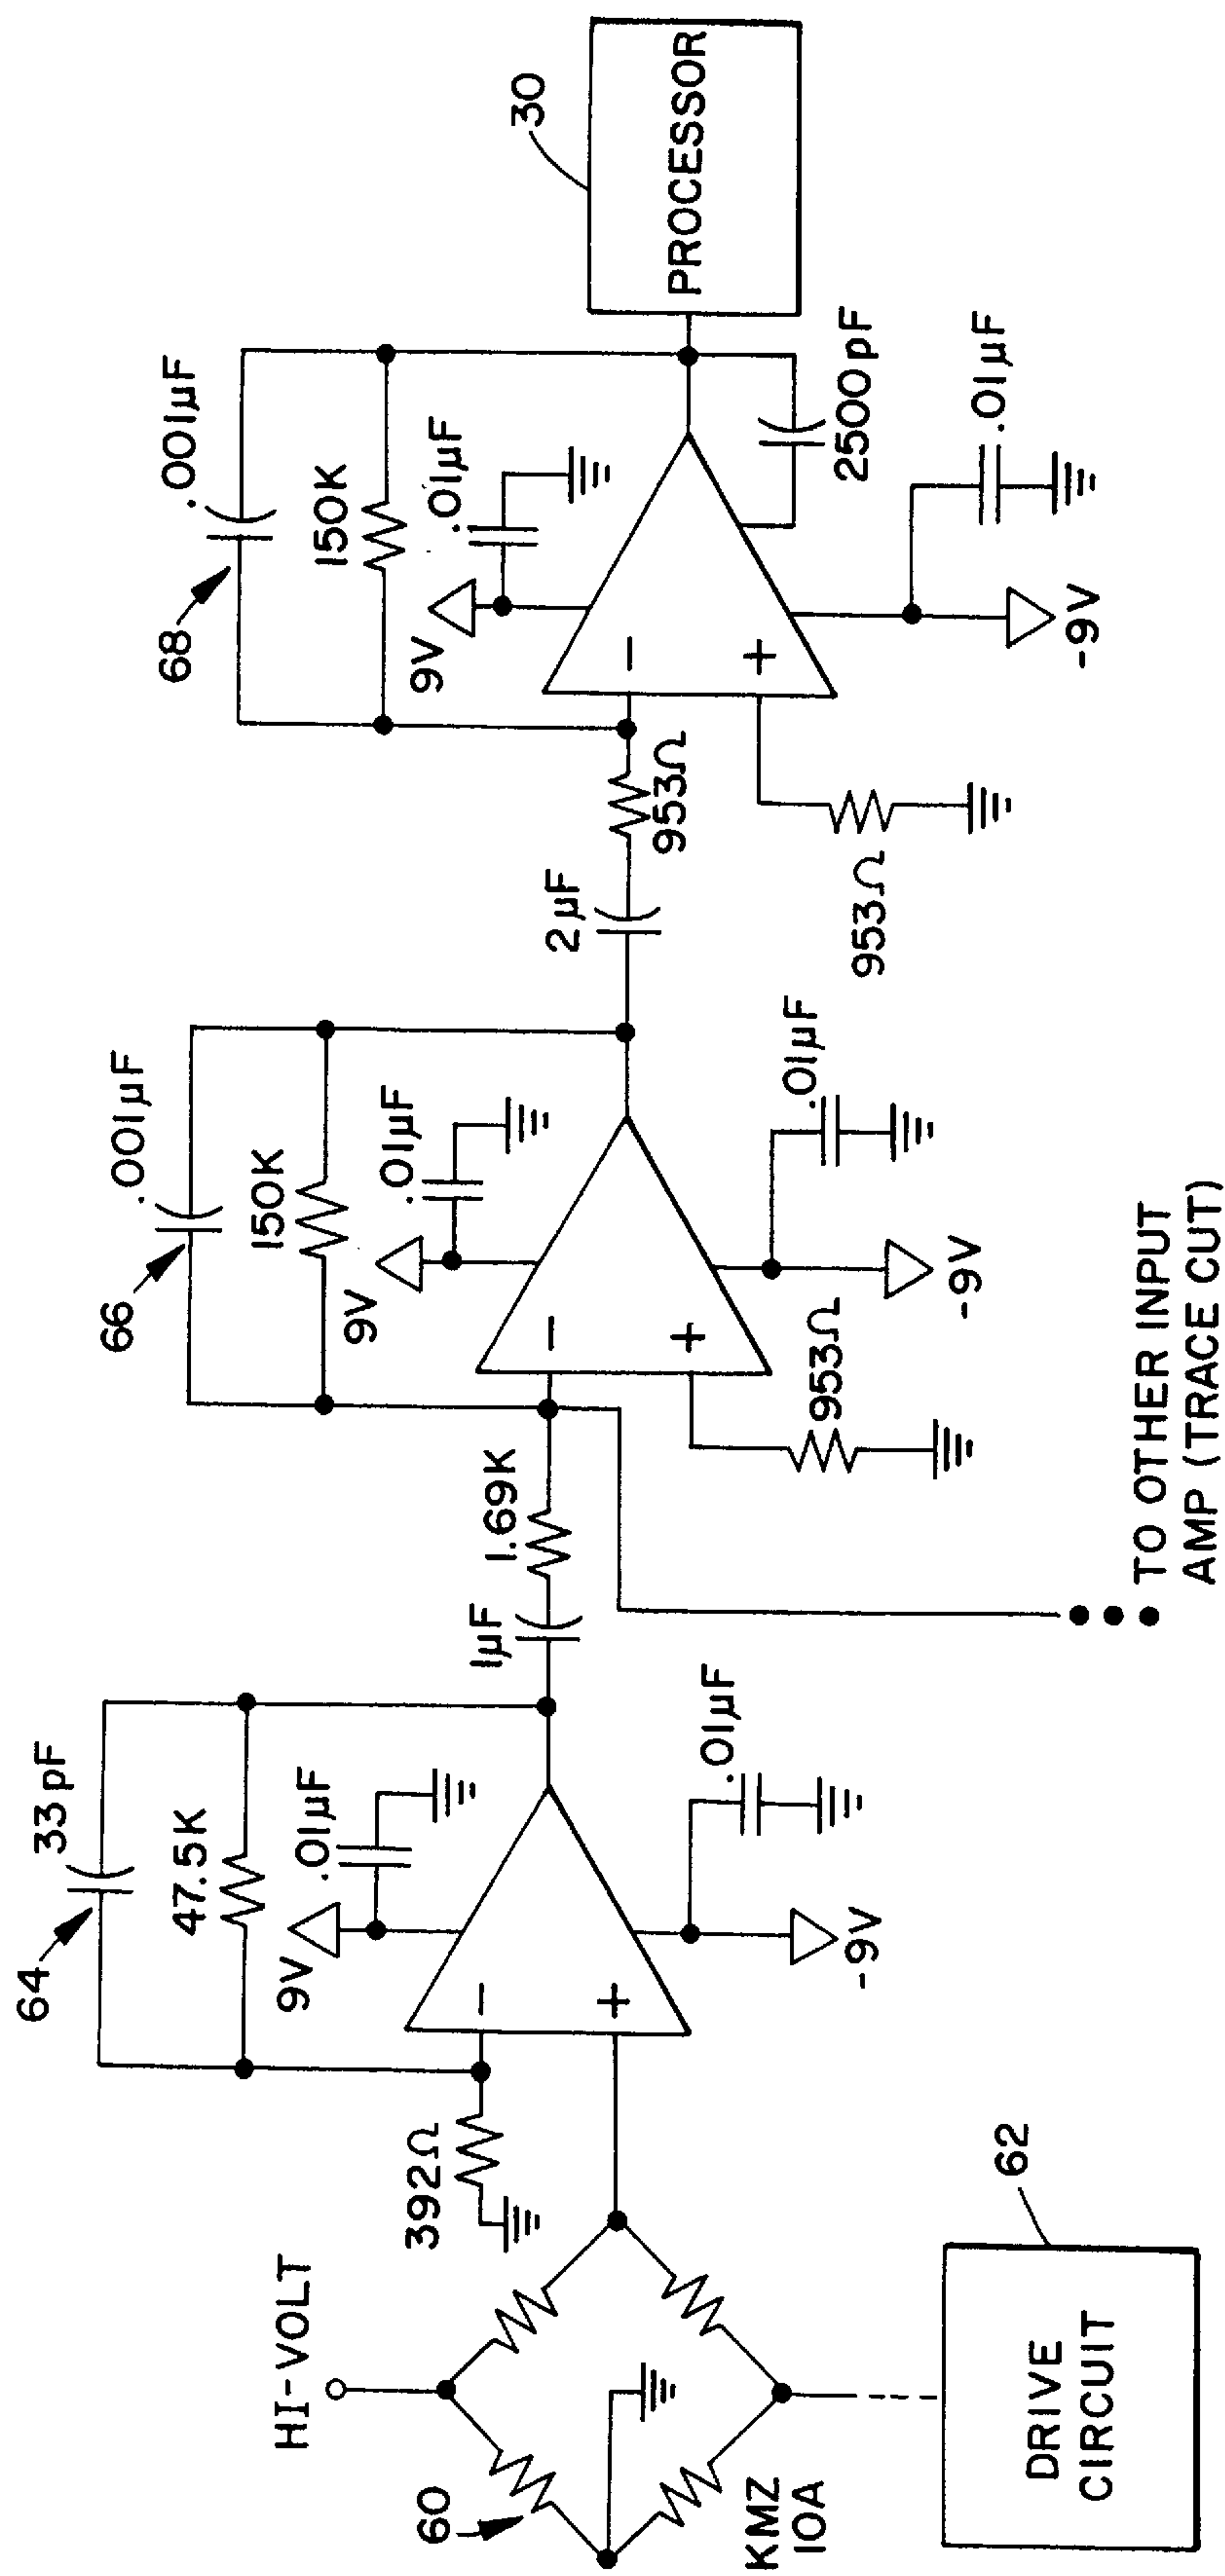 HI-VOLT
60
KMZ
10A
DRIVE
CIRCUIT
62
392Ω
64
33pF
47.5K
9V
.01µF
-
+
-9V
.01µF
1µF
1.69K
TO OTHER INPUT
AMP (TRACE CUT)
66
.001µF
150K
9V
.01µF
-
+
953Ω
-9V
.01µF
2µF
953Ω
68
.001µF
150K
9V
.01µF
-
+
953Ω
-9V
.01µF
2500pF
PROCESSOR
30